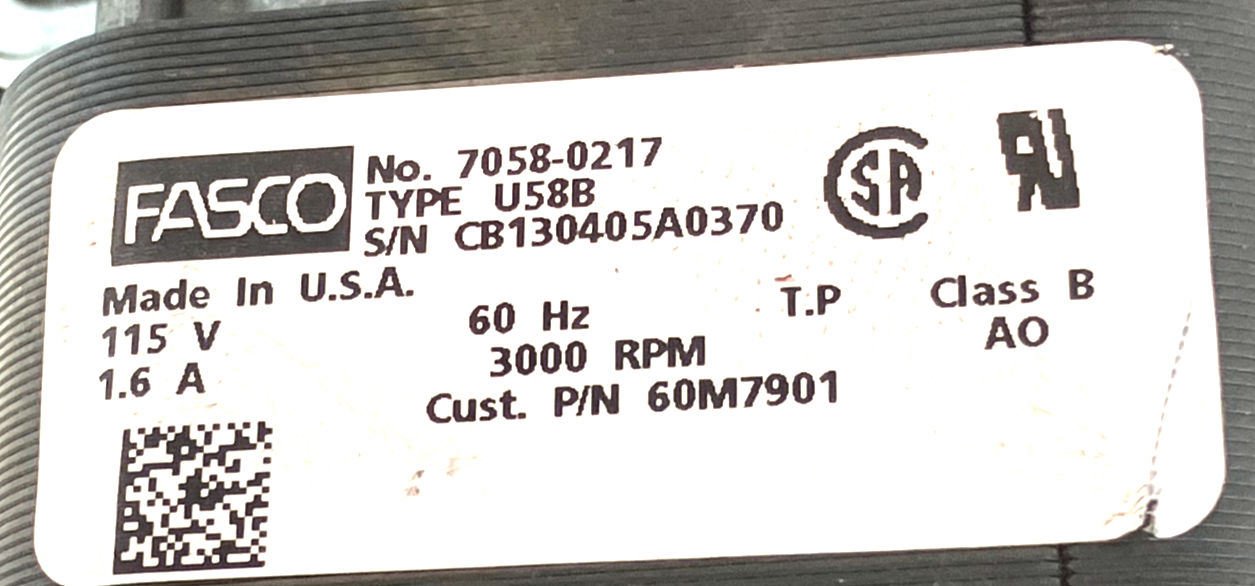 FASCO
No. 7058-0217
TYPE U58B
S/N CB130405A0370
Made In U.S.A.
115 V 60 Hz T.P Class B
1.6 A 3000 RPM AO
Cust. P/N 60M7901